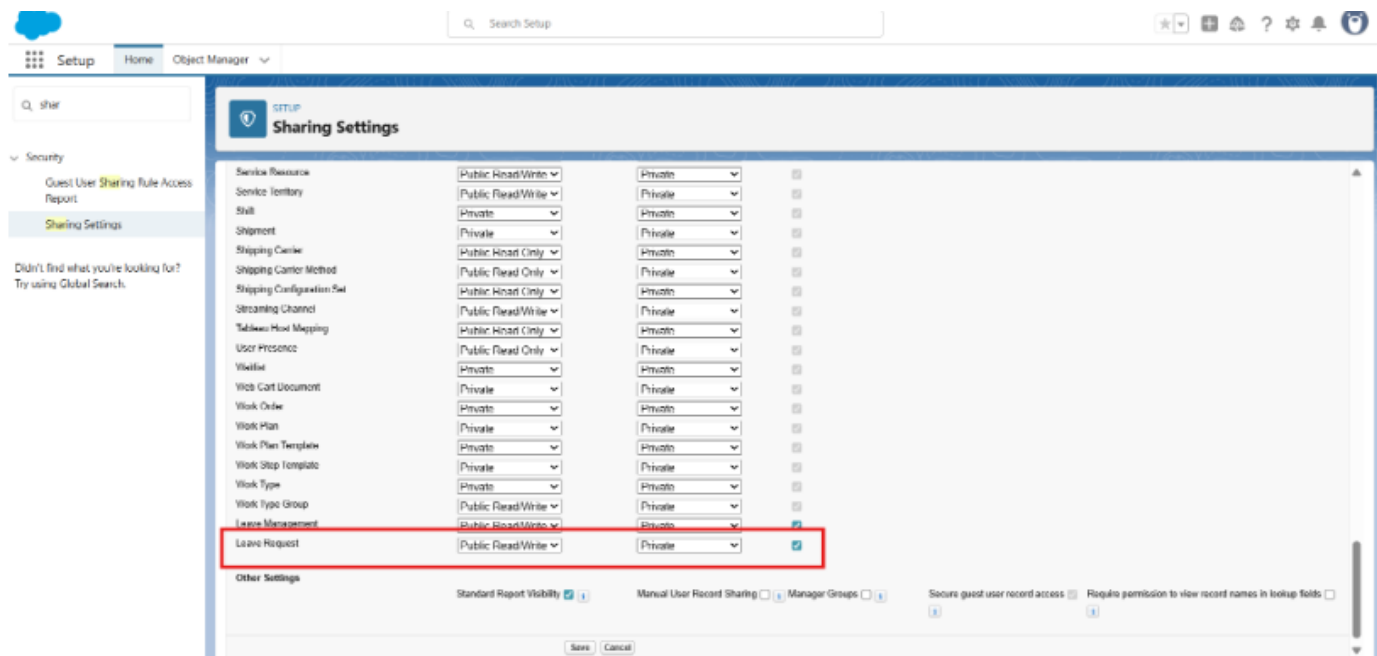 Search Setup
Setup Home Object Manager
shar
SETUP
Sharing Settings
Security
Guest User Sharing Rule Access
Report
Sharing Settings
Didn't find what you're looking for?
Try using Global Search.
Service Resource Public Read/Write Private
Service Territory Public Read/Write Private
Shift Private Private
Shipment Private Private
Shipping Carrier Public Read Only Private
Shipping Carrier Method Public Read Only Private
Shipping Configuration Set Public Read Only Private
Streaming Channel Public Read/Write Private
Tableau Host Mapping Public Read Only Private
User Presence Public Read Only Private
Waitlist Private Private
Web Cart Document Private Private
Work Order Private Private
Work Plan Private Private
Work Plan Template Private Private
Work Step Template Private Private
Work Type Private Private
Work Type Group Public Read/Write Private
Leave Management Public Read/Write Private
Leave Request Public Read/Write Private
Other Settings
Standard Report Visibility i Manual User Record Sharing i Manager Groups i Secure guest user record access i Require permission to view record names in lookup fields i
Save Cancel